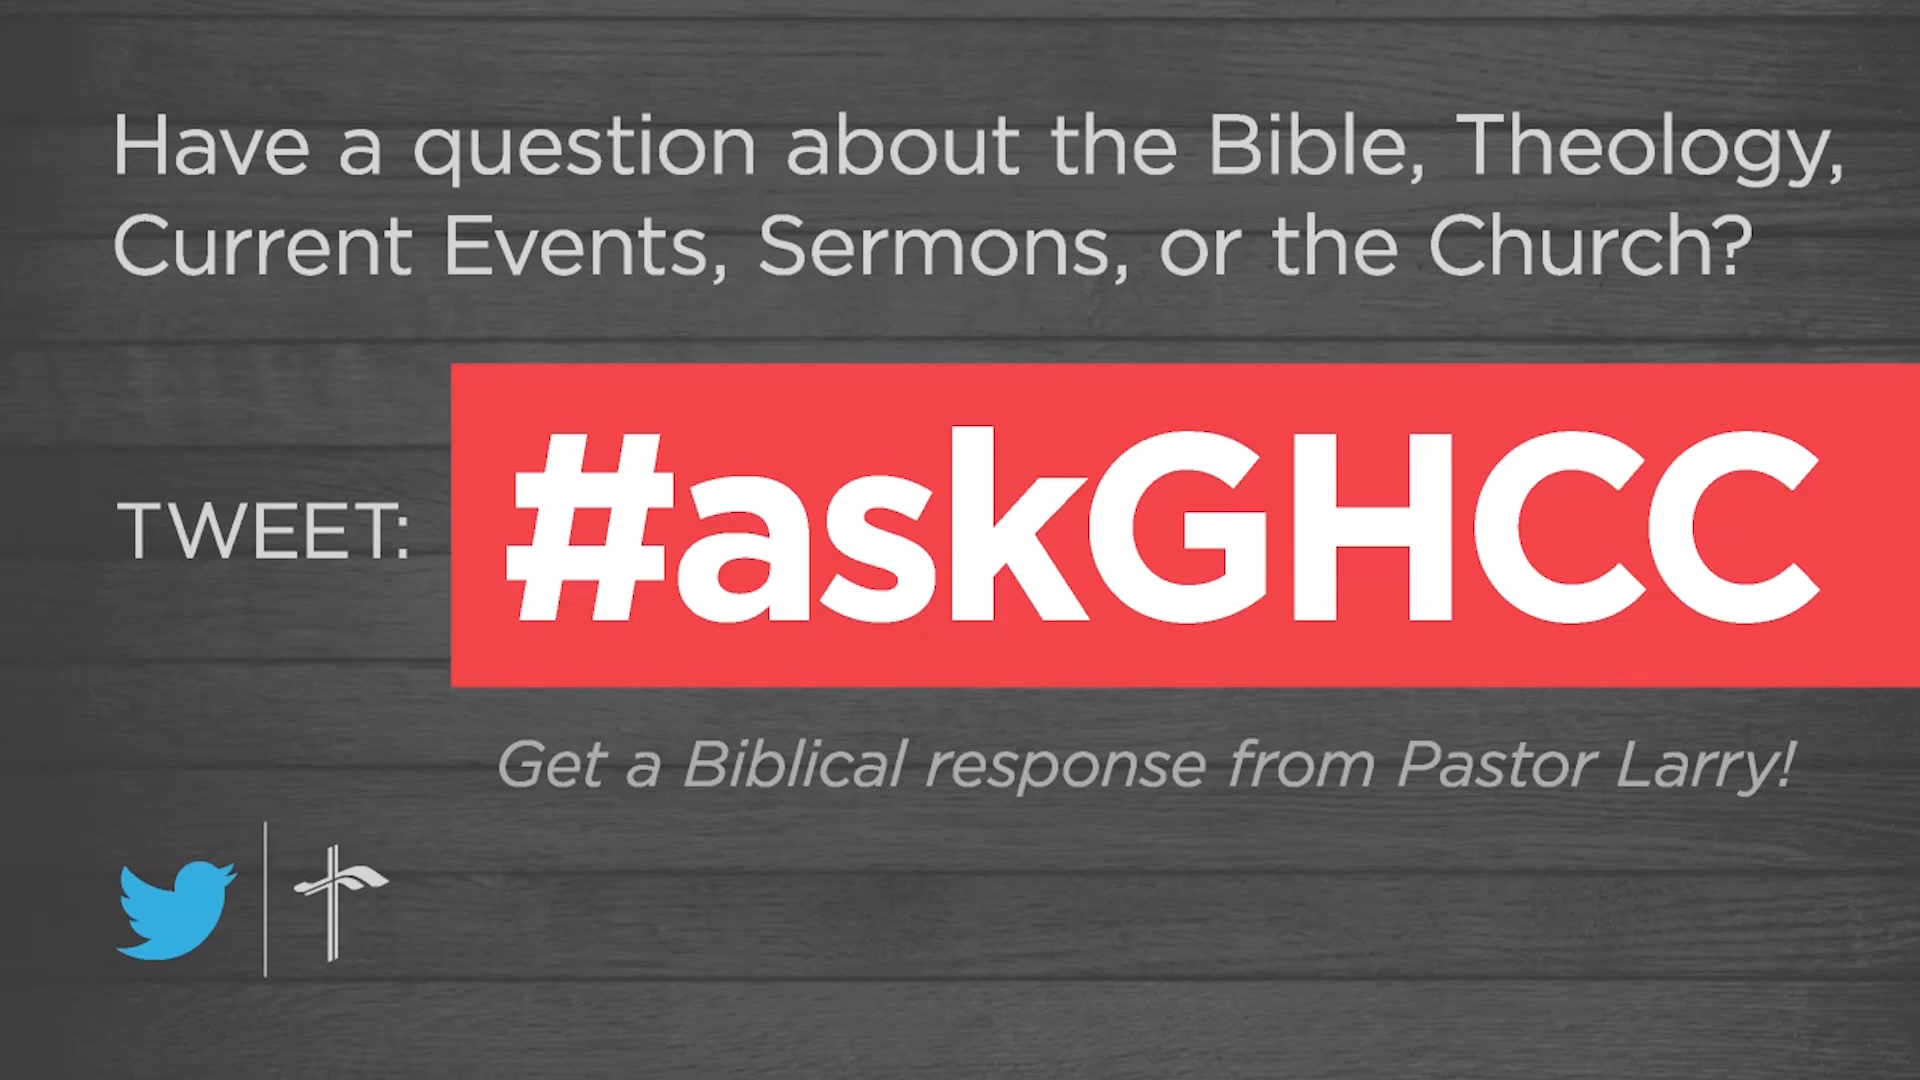 Have a question about the Bible, Theology,
Current Events, Sermons, or the Church?
TWEET:
#askGHCC
Get a Biblical response from Pastor Larry!